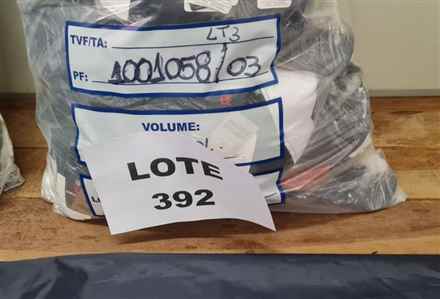 LT3
TVF/TA:
PF: 1001058/03
VOLUME:
LOTE
392